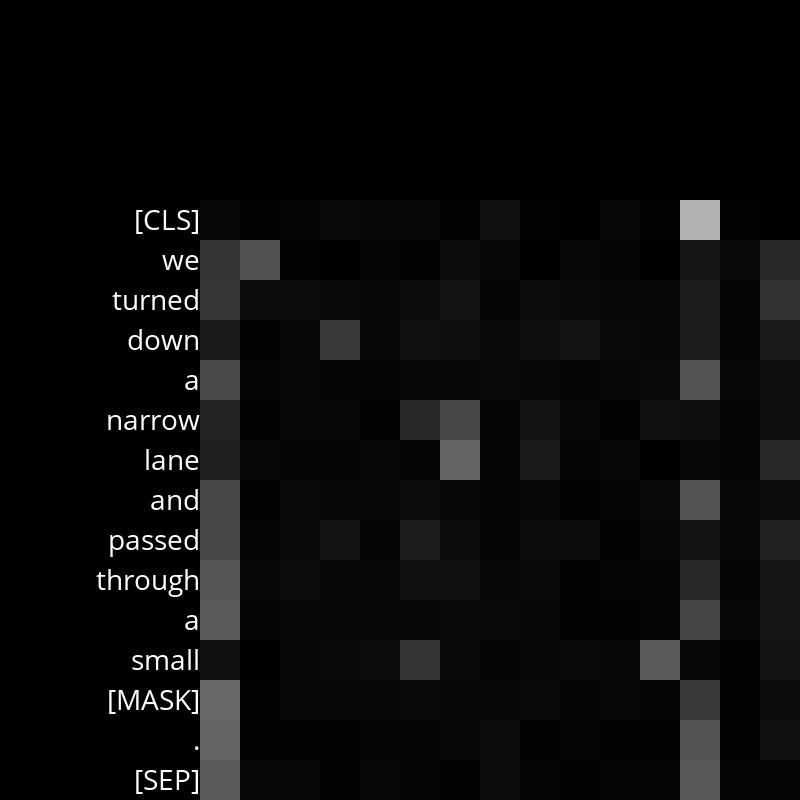 [CLS]
we
turned
down
a
narrow
lane
and
passed
through
a
small
[MASK]
.
[SEP]